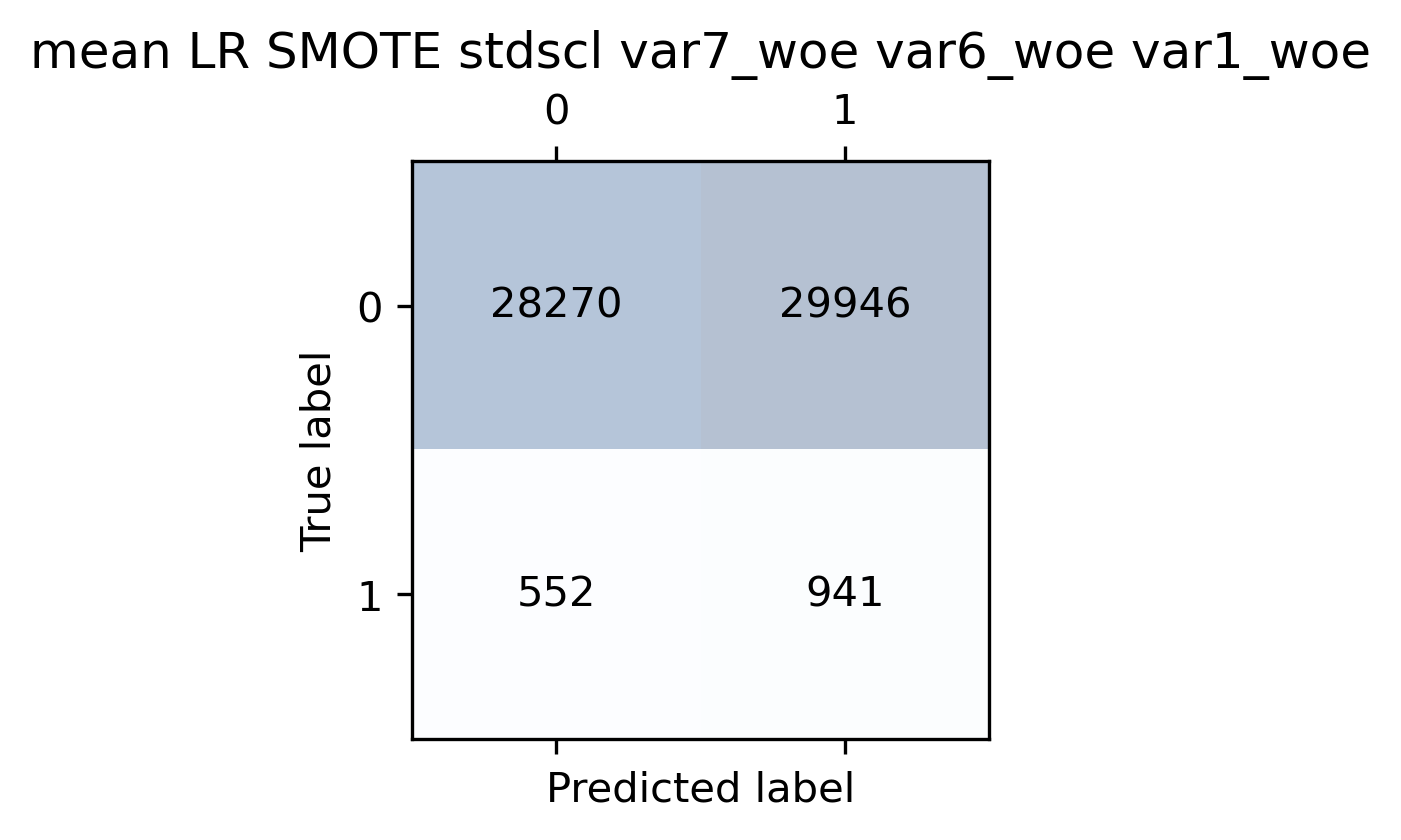 mean LR SMOTE stdscl var7_woe var6_woe var1_woe
0 1
0 28270 29946
True label
1 552 941
Predicted label